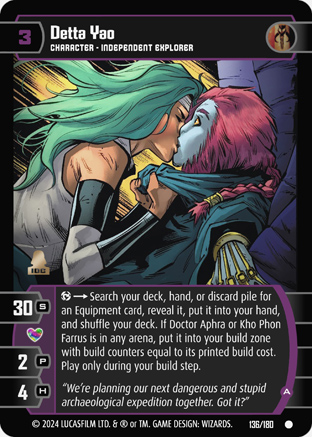 3
Detta Yao
CHARACTER - INDEPENDENT EXPLORER
IDC
30 S
2 P
4 H
→Search your deck, hand, or discard pile for
an Equipment card, reveal it, put it into your hand,
and shuffle your deck. If Doctor Aphra or Kho Phon
Farrus is in any arena, put it into your build zone
with build counters equal to its printed build cost.
Play only during your build step.
“We’re planning our next dangerous and stupid
archaeological expedition together. Got it?”
A
© 2024 LUCASFILM LTD. & ® or TM. GAME DESIGN: WIZARDS. 136/180